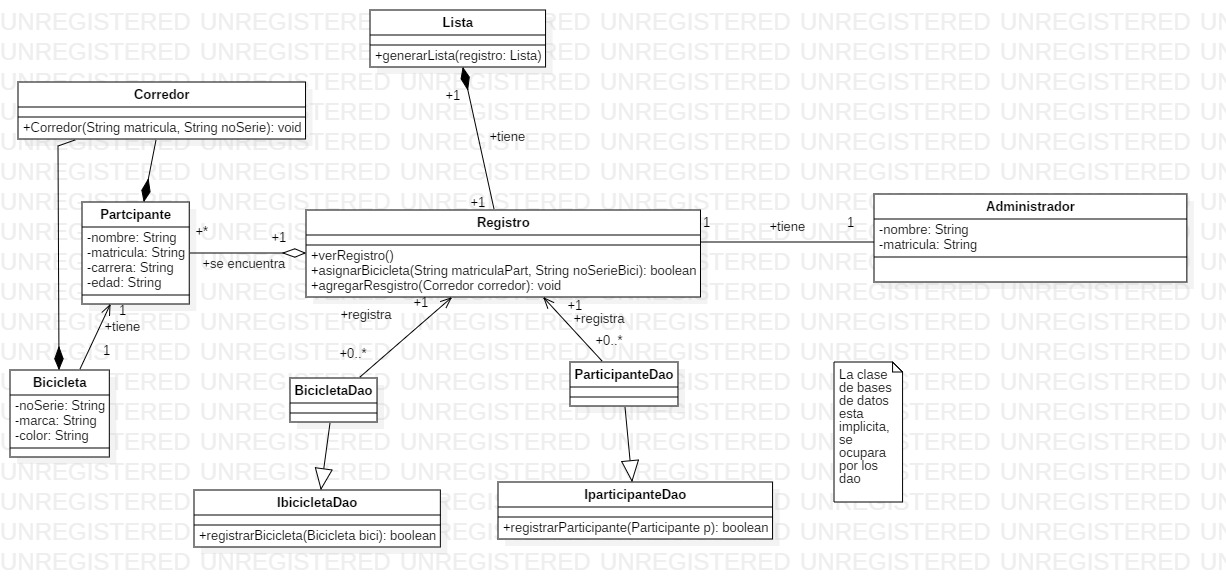 Lista
+generarLista(registro: Lista)
+1
+tiene
+1
Corredor
+Corredor(String matricula, String noSerie): void
Partcipante
-nombre: String
-matricula: String
-carrera: String
-edad: String
+*
+1
+se encuentra
Registro
+verRegistro()
+asignarBicicleta(String matriculaPart, String noSerieBici): boolean
+agregarResgistro(Corredor corredor): void
1
+tiene
1
Administrador
-nombre: String
-matricula: String
1
+tiene
1
Bicicleta
-noSerie: String
-marca: String
-color: String
+1
+registra
+0..*
BicicletaDao
+1
+registra
+0..*
ParticipanteDao
IbicicletaDao
+registrarBicicleta(Bicicleta bici): boolean
IparticipanteDao
+registrarParticipante(Participante p): boolean
La clase
de bases
de datos
esta
implicita,
se
ocupara
por los
dao
UNREGISTERED